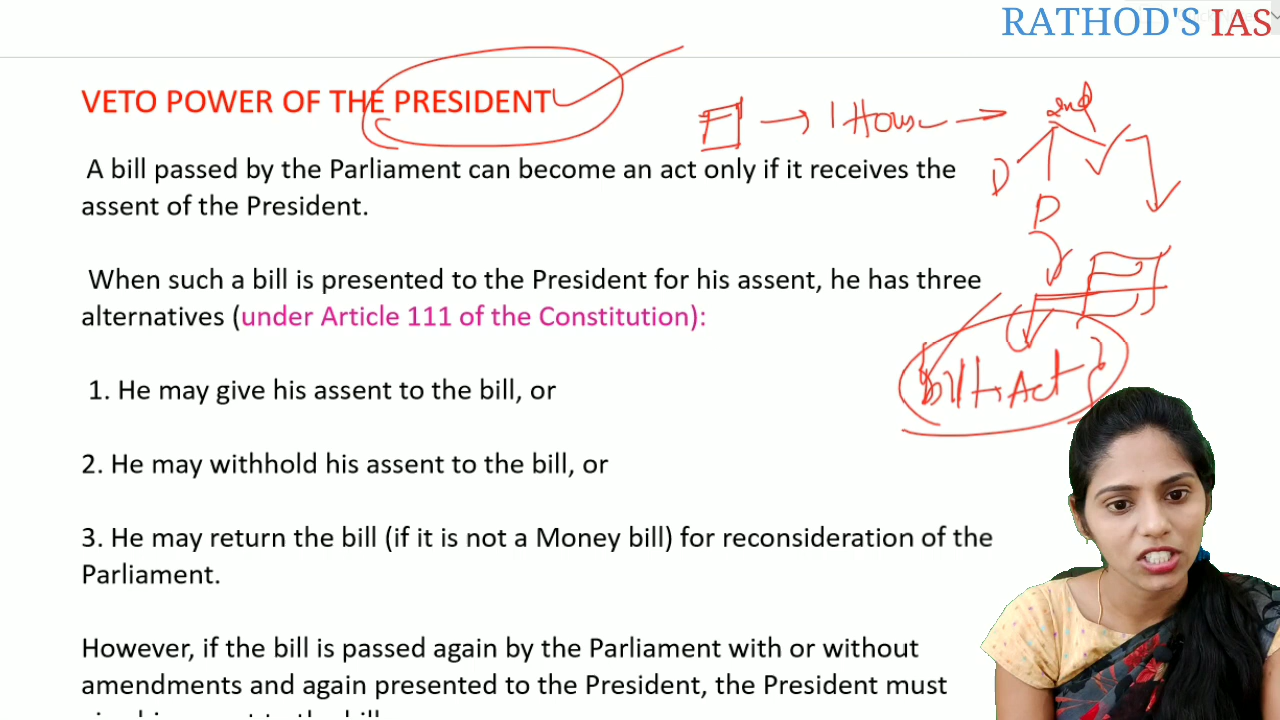 RATHOD'S IAS
VETO POWER OF THE PRESIDENT
1 House
2nd
A bill passed by the Parliament can become an act only if it receives the
assent of the President.
D
D
When such a bill is presented to the President for his assent, he has three
alternatives (under Article 111 of the Constitution):
Bill Act
1. He may give his assent to the bill, or
2. He may withhold his assent to the bill, or
3. He may return the bill (if it is not a Money bill) for reconsideration of the
Parliament.
However, if the bill is passed again by the Parliament with or without
amendments and again presented to the President, the President must